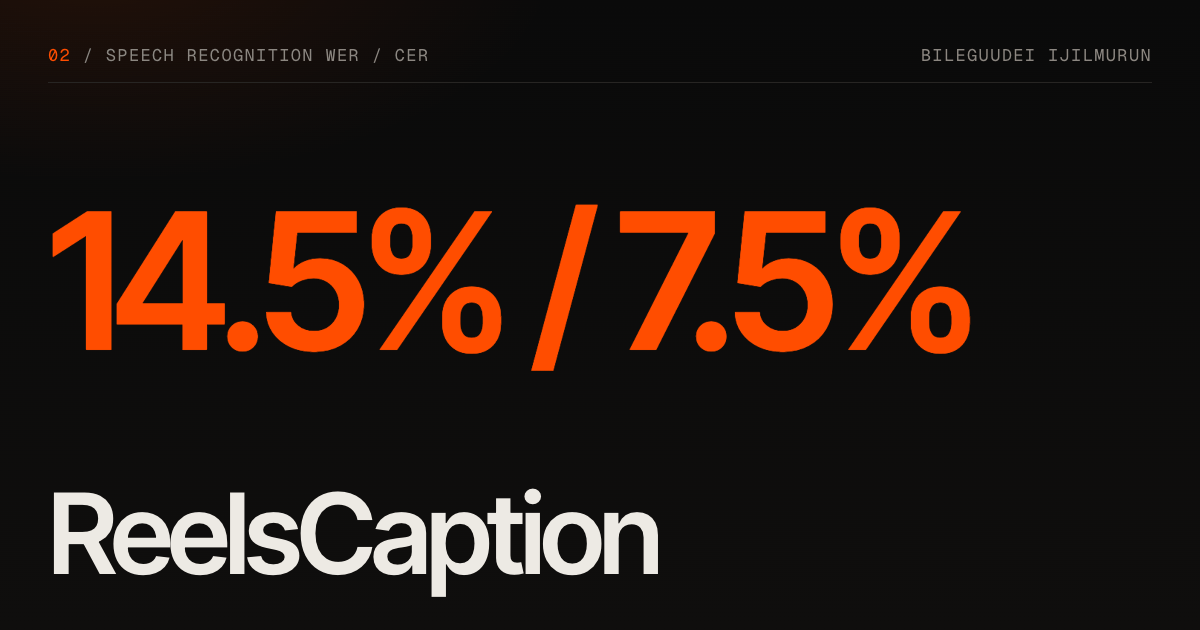 02 / SPEECH RECOGNITION WER / CER
BILEGUUDEI IJILMURUN
14.5% / 7.5%
ReelsCaption